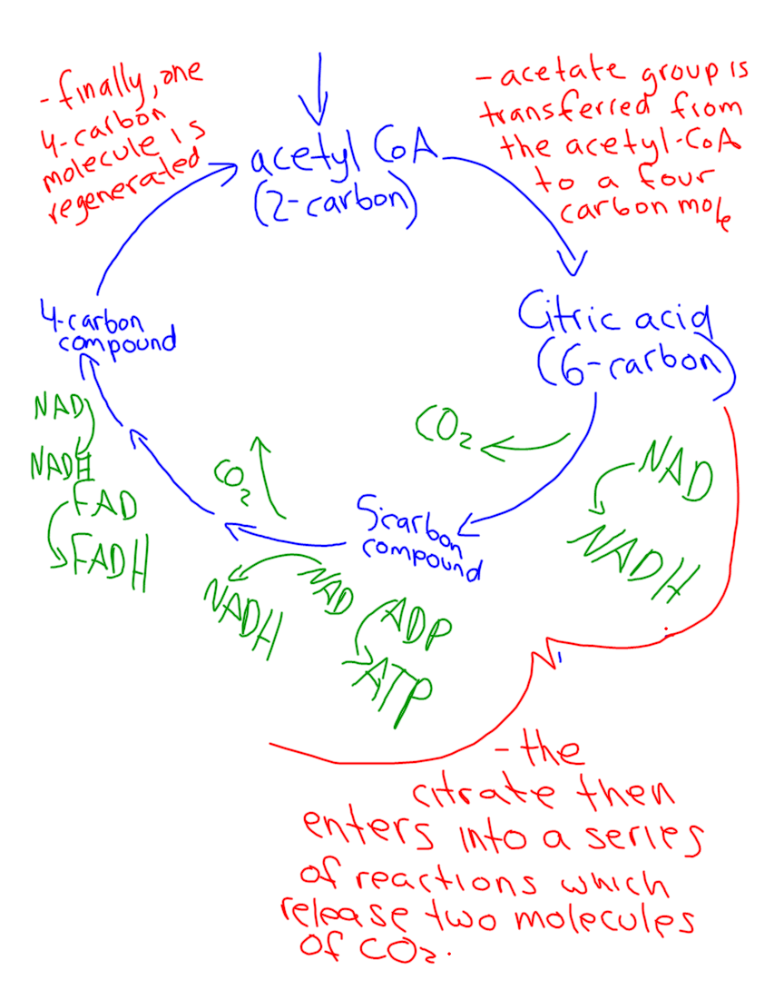 - finally, one
4-carbon
molecule is
regenerated
- acetate group is
transferred from
the acetyl-CoA
to a four
carbon mole
acetyl CoA
(2-carbon)
Citric acid
(6-carbon)
4-carbon
compound
NAD
NADH
FAD
FADH
CO2
CO2
NAD
NADH
5carbon
compound
NAD
NADH
ADP
ATP
- the
citrate then
enters into a series
of reactions which
release two molecules
of CO2.